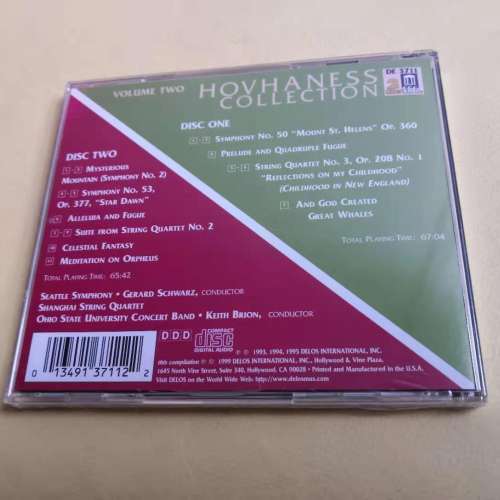 VOLUME TWO
HOVHANESS
COLLECTION
DE 3711
2
DISC ONE
SYMPHONY NO. 50 "MOUNT ST. HELENS" OP. 360
PRELUDE AND QUADRUPLE FUGUE
STRING QUARTET NO. 3, OP. 208 NO. 1
"REFLECTIONS ON MY CHILDHOOD"
(CHILDHOOD IN NEW ENGLAND)
AND GOD CREATED
GREAT WHALES
TOTAL PLAYING TIME: 67:04
DISC TWO
MYSTERIOUS
MOUNTAIN (SYMPHONY NO. 2)
SYMPHONY NO. 53,
OP. 377, "STAR DAWN"
ALLELUIA AND FUGUE
SUITE FROM STRING QUARTET NO. 2
CELESTIAL FANTASY
MEDITATION ON ORPHEUS
TOTAL PLAYING TIME: 65:42
SEATTLE SYMPHONY • GERARD SCHWARZ, CONDUCTOR
SHANGHAI STRING QUARTET
OHIO STATE UNIVERSITY CONCERT BAND • KEITH BRION, CONDUCTOR
DDD
COMPACT
disc
DIGITAL AUDIO
℗ © 1993, 1994, 1995 DELOS INTERNATIONAL, INC.
this compilation ℗ © 1999 DELOS INTERNATIONAL, INC., Hollywood & Vine Plaza,
1645 North Vine Street, Suite 340, Hollywood, CA 90028 • Printed and Manufactured in the U.S.A.
Visit DELOS on the World Wide Web: http://www.delosmus.com
0 13491 37112 2